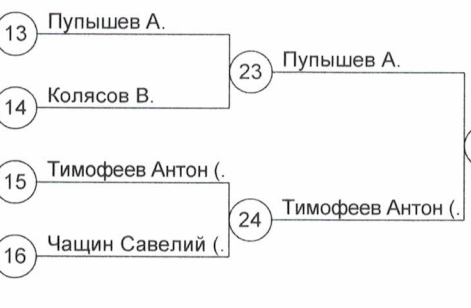 13 Пупышев А.
23 Пупышев А.
14 Колясов В.
15 Тимофеев Антон (.
24 Тимофеев Антон (.
16 Чащин Савелий (.